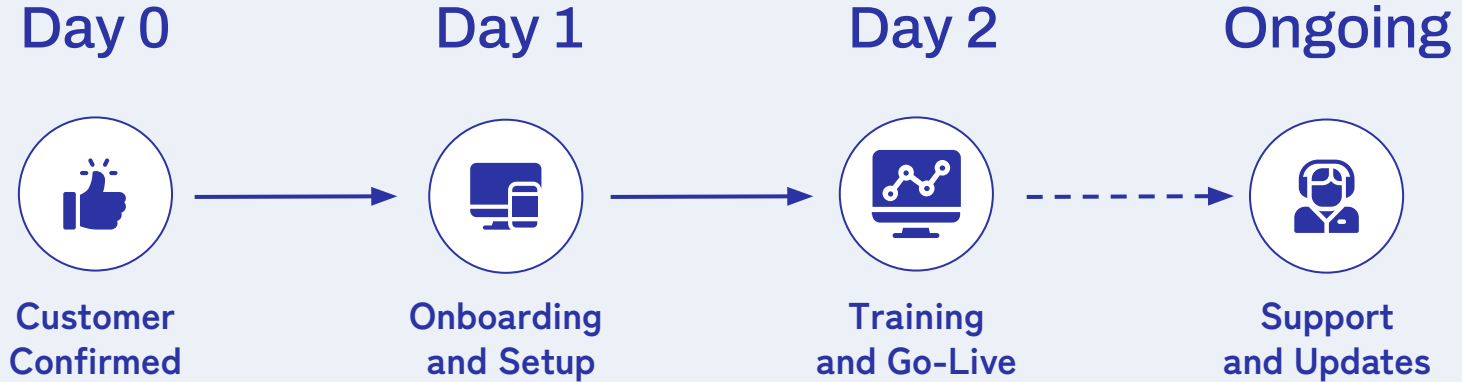 Day 0
Day 1
Day 2
Ongoing
Customer
Confirmed
Onboarding
and Setup
Training
and Go-Live
Support
and Updates